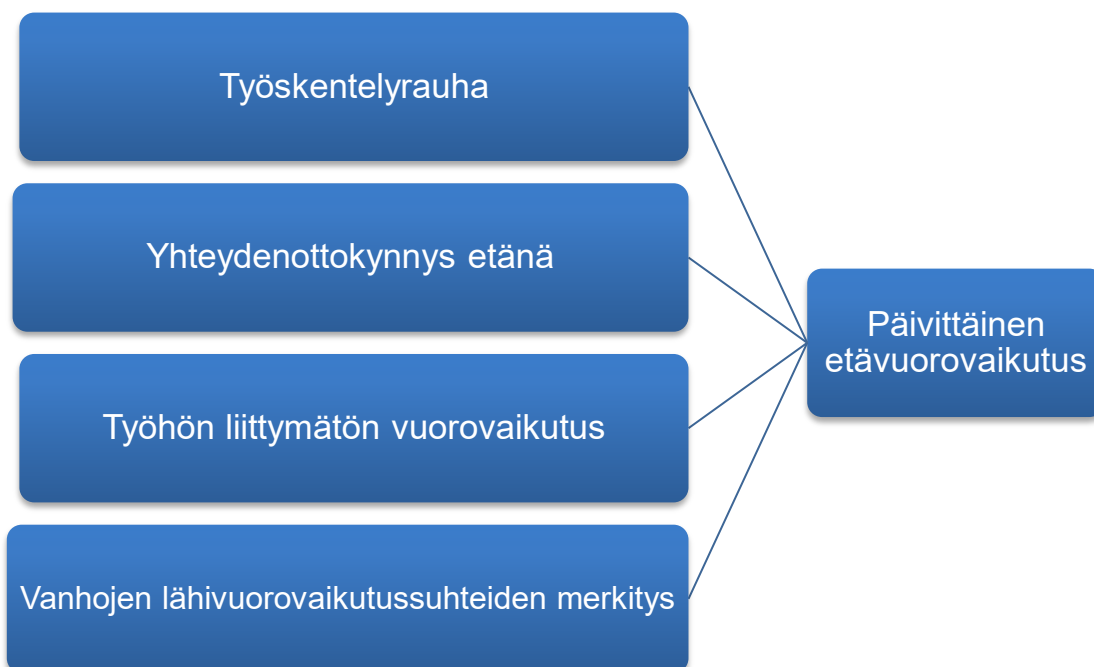 Työskentelyrauha
Yhteydenottokynnys etänä
Työhön liittymätön vuorovaikutus
Vanhojen lähivuorovaikutussuhteiden merkitys
Päivittäinen
etävuorovaikutus